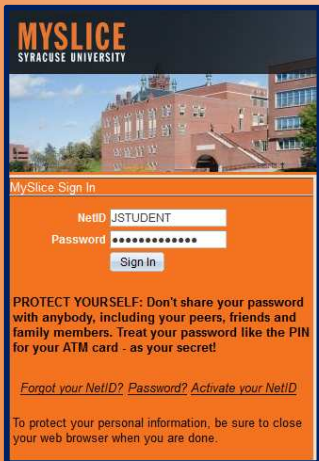 MYSLICE
SYRACUSE UNIVERSITY
MySlice Sign In
NetID JSTUDENT
Password •••••••••••••
Sign In
PROTECT YOURSELF: Don't share your password
with anybody, including your peers, friends and
family members. Treat your password like the PIN
for your ATM card - as your secret!
Forgot your NetID? Password? Activate your NetID
To protect your personal information, be sure to close
your web browser when you are done.